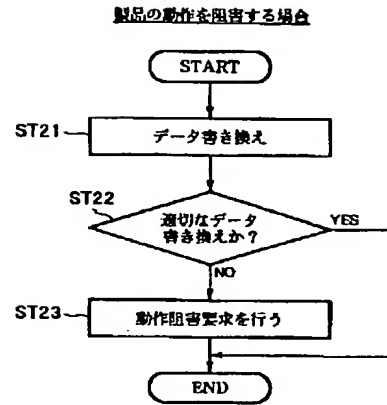 製品の動作を阻害する場合
START
ST21
データ書き換え
ST22
適切なデータ
書き換えか?
YES
NO
ST23
動作阻害要求を行う
END